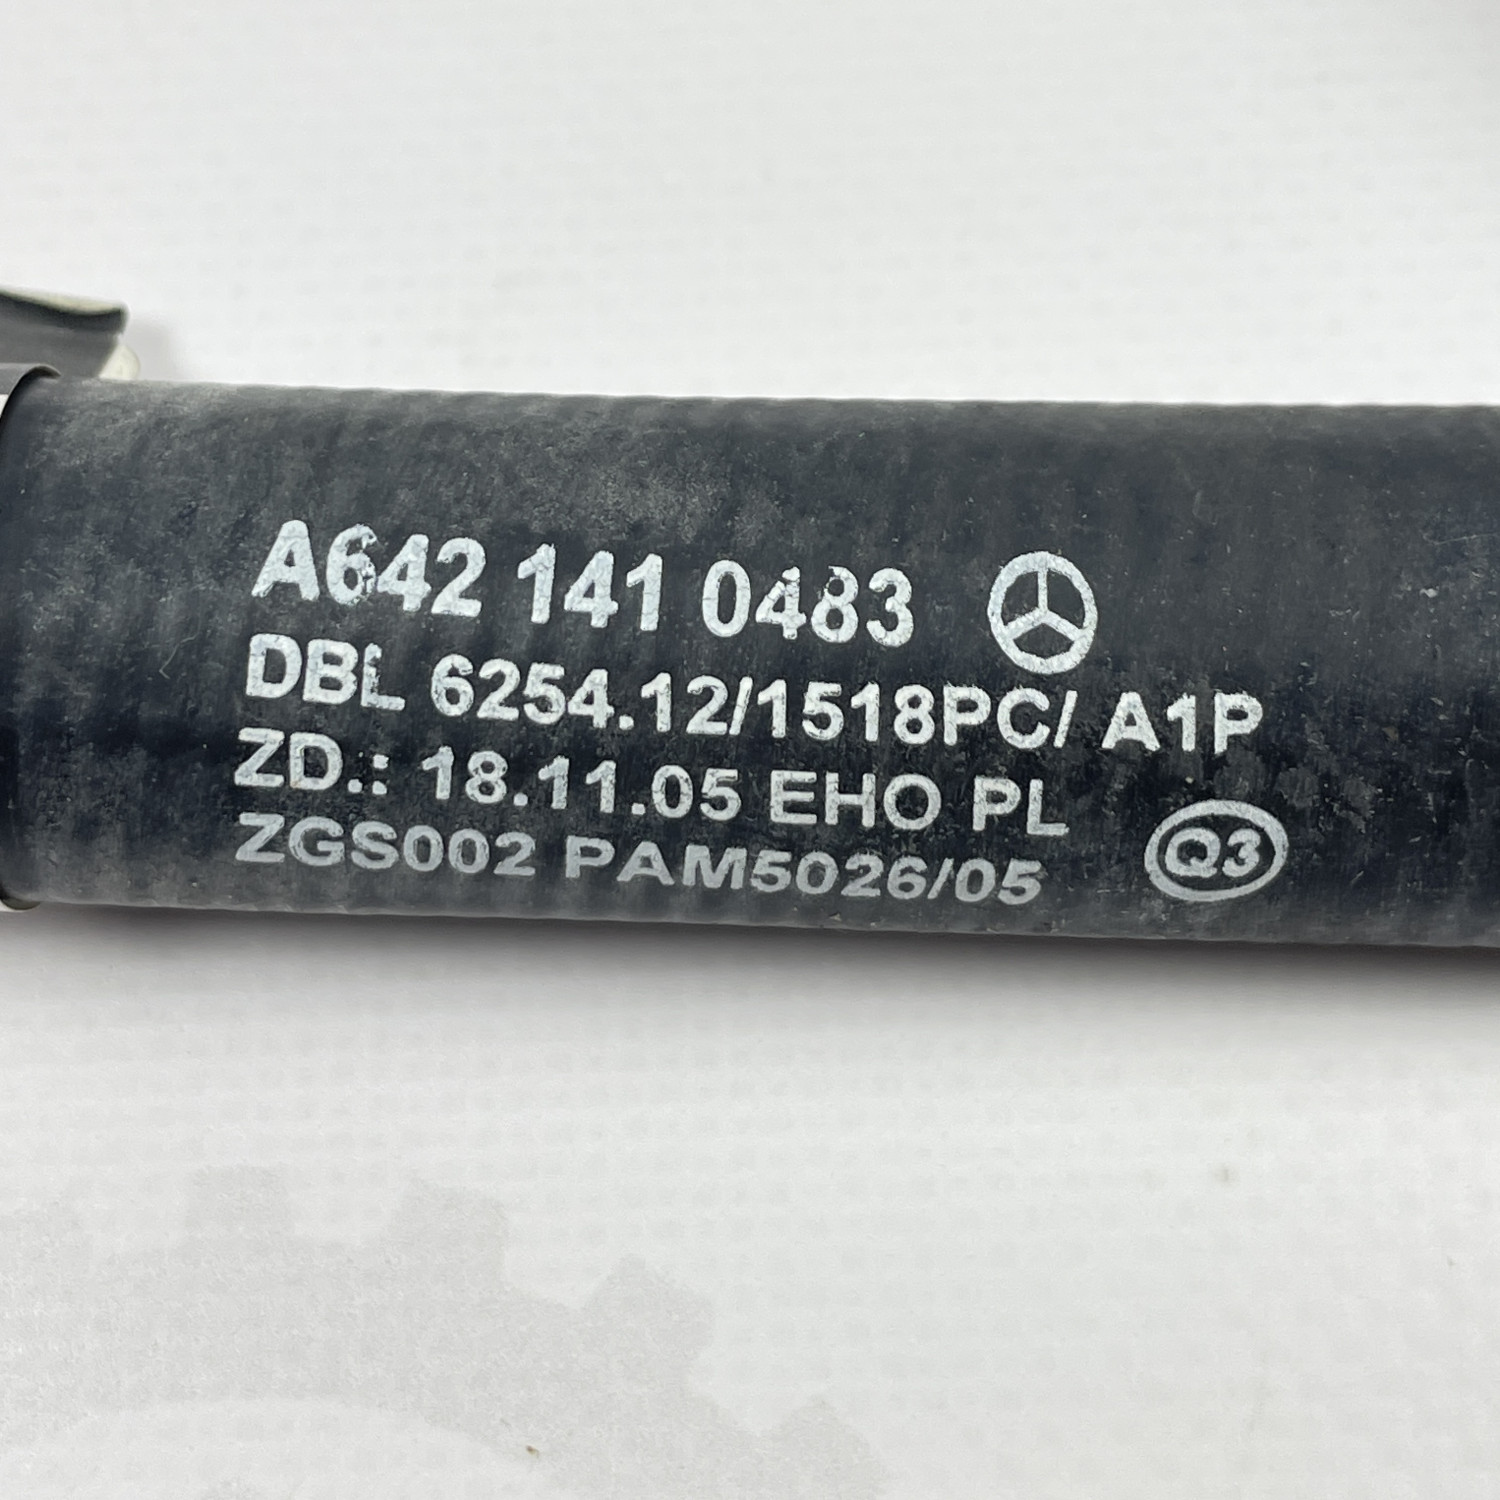 A642 141 0483
DBL 6254.12/1518PC/ A1P
ZD.: 18.11.05 EHO PL
ZGS002 PAM5026/05
Q3